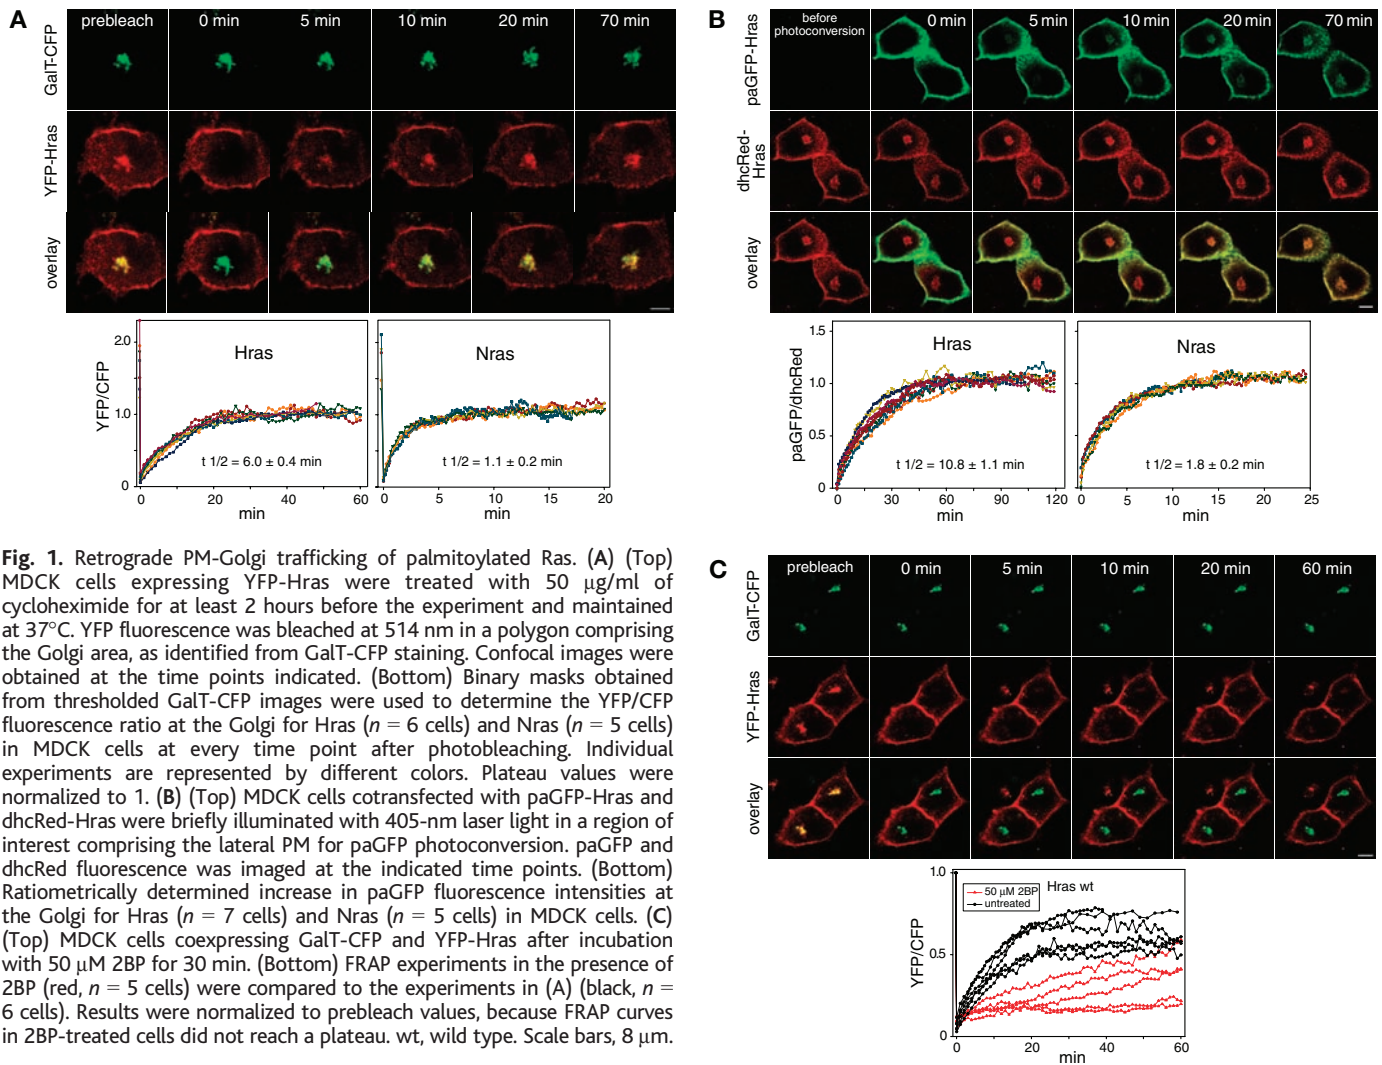 A
prebleach 0 min 5 min 10 min 20 min 70 min
GalT-CFP
YFP-Hras
overlay
YFP/CFP
2.0
1.0
0
Hras
t 1/2 = 6.0 ± 0.4 min
0 20 40 60
min
Nras
t 1/2 = 1.1 ± 0.2 min
0 5 10 15 20
min
B
before
photoconversion
0 min 5 min 10 min 20 min 70 min
paGFP-Hras
dhcRed-
Hras
overlay
paGFP/dhcRed
1.5
1.0
0.5
0
Hras
t 1/2 = 10.8 ± 1.1 min
0 30 60 90 120
min
Nras
t 1/2 = 1.8 ± 0.2 min
0 5 10 15 20 25
min
Fig. 1. Retrograde PM-Golgi trafficking of palmitoylated Ras. (A) (Top)
MDCK cells expressing YFP-Hras were treated with 50 μg/ml of
cycloheximide for at least 2 hours before the experiment and maintained
at 37°C. YFP fluorescence was bleached at 514 nm in a polygon comprising
the Golgi area, as identified from GalT-CFP staining. Confocal images were
obtained at the time points indicated. (Bottom) Binary masks obtained
from thresholded GalT-CFP images were used to determine the YFP/CFP
fluorescence ratio at the Golgi for Hras (n = 6 cells) and Nras (n = 5 cells)
in MDCK cells at every time point after photobleaching. Individual
experiments are represented by different colors. Plateau values were
normalized to 1. (B) (Top) MDCK cells cotransfected with paGFP-Hras and
dhcRed-Hras were briefly illuminated with 405-nm laser light in a region of
interest comprising the lateral PM for paGFP photoconversion. paGFP and
dhcRed fluorescence was imaged at the indicated time points. (Bottom)
Ratiometrically determined increase in paGFP fluorescence intensities at
the Golgi for Hras (n = 7 cells) and Nras (n = 5 cells) in MDCK cells. (C)
(Top) MDCK cells coexpressing GalT-CFP and YFP-Hras after incubation
with 50 μM 2BP for 30 min. (Bottom) FRAP experiments in the presence of
2BP (red, n = 5 cells) were compared to the experiments in (A) (black, n =
6 cells). Results were normalized to prebleach values, because FRAP curves
in 2BP-treated cells did not reach a plateau. wt, wild type. Scale bars, 8 μm.
C
prebleach 0 min 5 min 10 min 20 min 60 min
GalT-CFP
YFP-Hras
overlay
YFP/CFP
1.0
0.5
0
50 μM 2BP
untreated
Hras wt
0 20 40 60
min